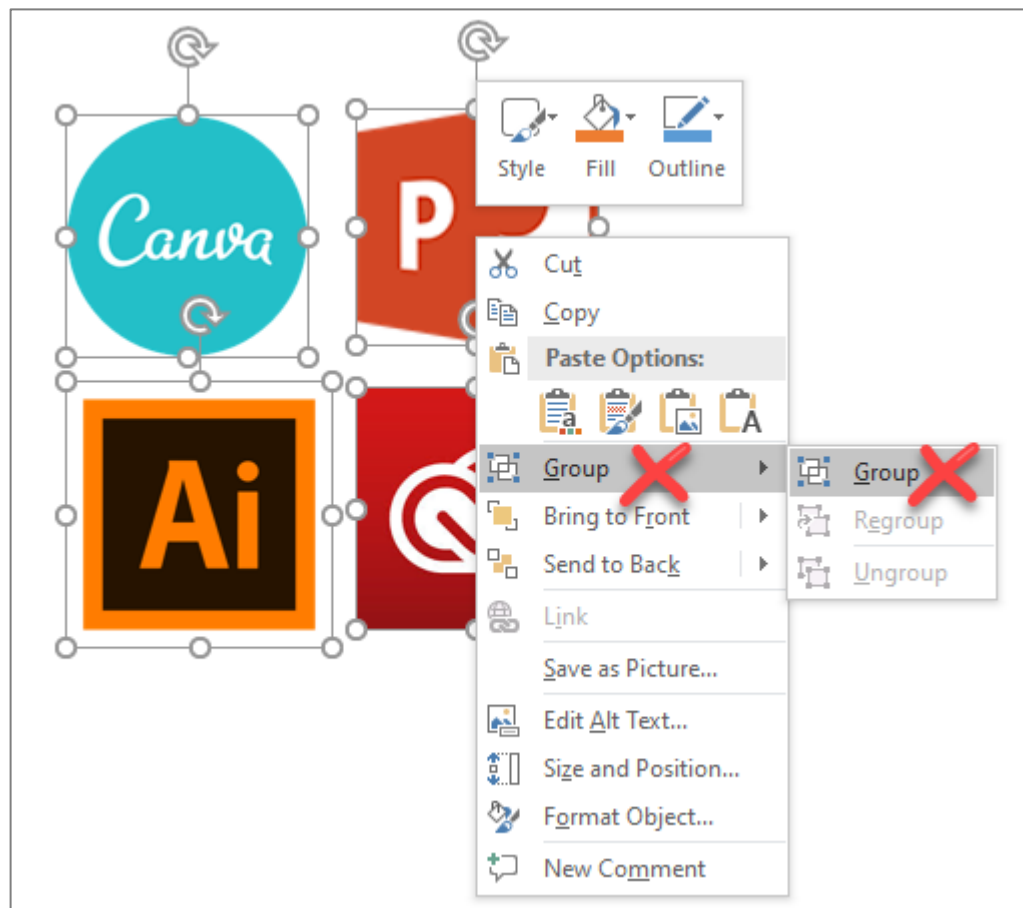 Style Fill Outline
Canva
P
Cut
Copy
Paste Options:
a A
Group
Group
Bring to Front
Regroup
Send to Back
Ungroup
Ai
Link
Save as Picture...
Edit Alt Text...
Size and Position...
Format Object...
New Comment